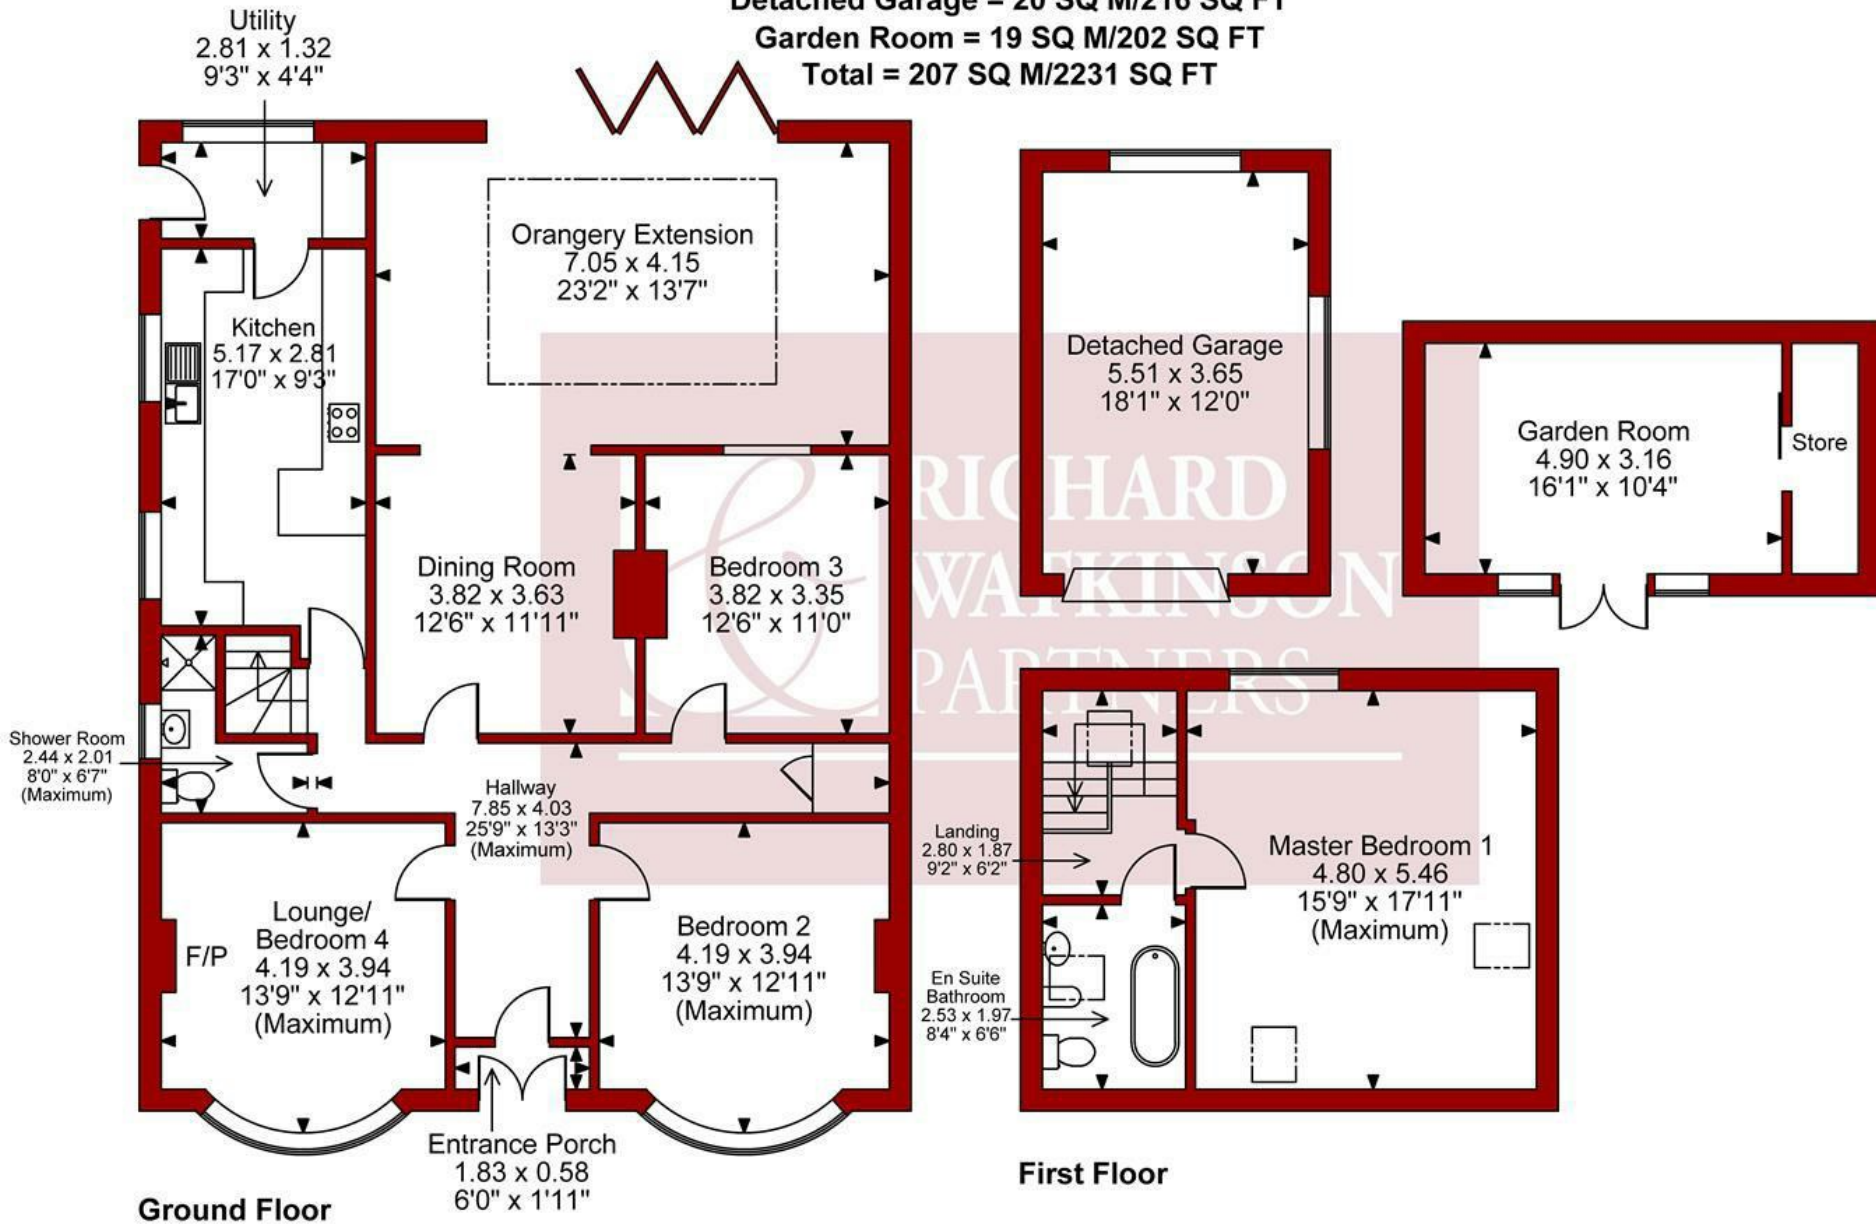 Detached Garage = 20 SQ M/216 SQ FT
Garden Room = 19 SQ M/202 SQ FT
Total = 207 SQ M/2231 SQ FT
Utility
2.81 x 1.32
9'3" x 4'4"
Orangery Extension
7.05 x 4.15
23'2" x 13'7"
Kitchen
5.17 x 2.81
17'0" x 9'3"
Detached Garage
5.51 x 3.65
18'1" x 12'0"
Garden Room
4.90 x 3.16
16'1" x 10'4"
Store
RICHARD
WATKINSON
PARTNERS
Dining Room
3.82 x 3.63
12'6" x 11'11"
Bedroom 3
3.82 x 3.35
12'6" x 11'0"
Shower Room
2.44 x 2.01
8'0" x 6'7"
(Maximum)
Hallway
7.85 x 4.03
25'9" x 13'3"
(Maximum)
Landing
2.80 x 1.87
9'2" x 6'2"
Master Bedroom 1
4.80 x 5.46
15'9" x 17'11"
(Maximum)
Lounge/
Bedroom 4
4.19 x 3.94
13'9" x 12'11"
(Maximum)
F/P
Bedroom 2
4.19 x 3.94
13'9" x 12'11"
(Maximum)
En Suite
Bathroom
2.53 x 1.97
8'4" x 6'6"
Entrance Porch
1.83 x 0.58
6'0" x 1'11"
Ground Floor
First Floor